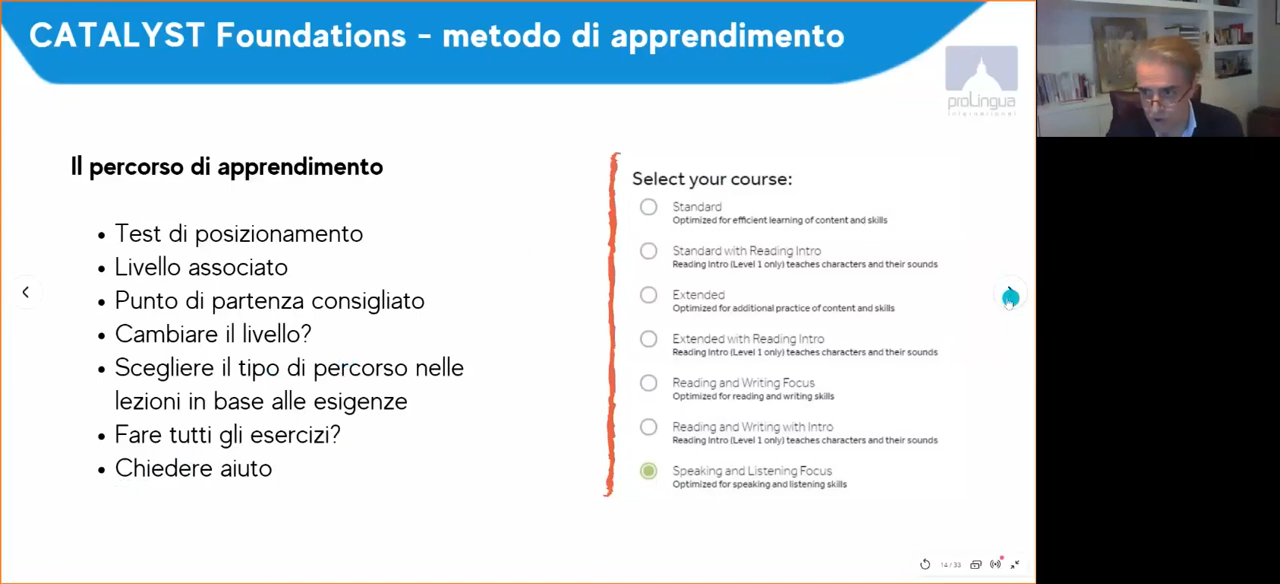 CATALYST Foundations - metodo di apprendimento
proLingua
International
Il percorso di apprendimento
• Test di posizionamento
• Livello associato
• Punto di partenza consigliato
• Cambiare il livello?
• Scegliere il tipo di percorso nelle
lezioni in base alle esigenze
• Fare tutti gli esercizi?
• Chiedere aiuto
Select your course:
Standard
Optimized for efficient learning of content and skills
Standard with Reading Intro
Reading Intro (Level 1 only) teaches characters and their sounds
Extended
Optimized for additional practice of content and skills
Extended with Reading Intro
Reading Intro (Level 1 only) teaches characters and their sounds
Reading and Writing Focus
Optimized for reading and writing skills
Reading and Writing with Intro
Reading Intro (Level 1 only) teaches characters and their sounds
Speaking and Listening Focus
Optimized for speaking and listening skills
14 / 33